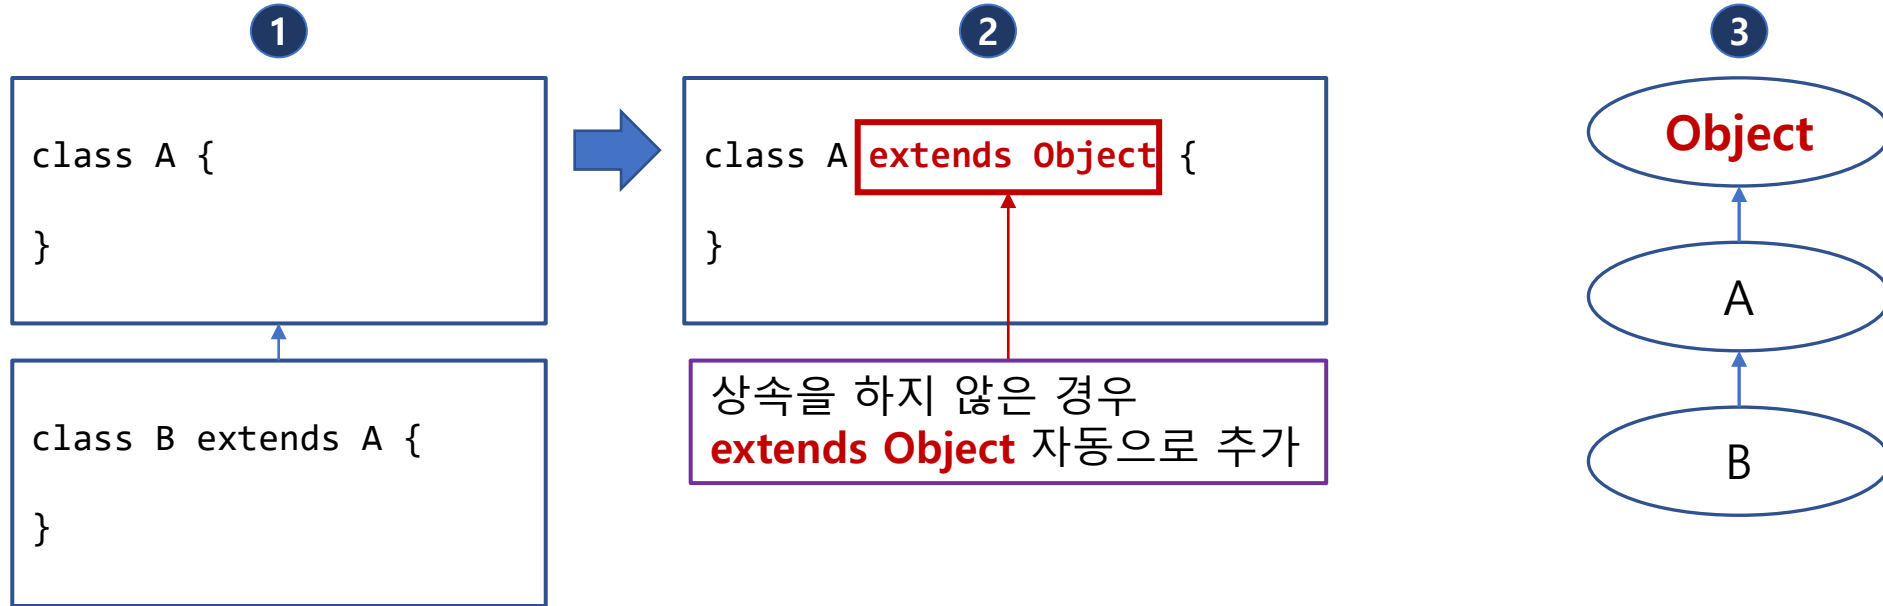 1
class A {
}
class B extends A {
}
2
class A extends Object {
}
상속을 하지 않은 경우
extends Object 자동으로 추가
3
Object
A
B